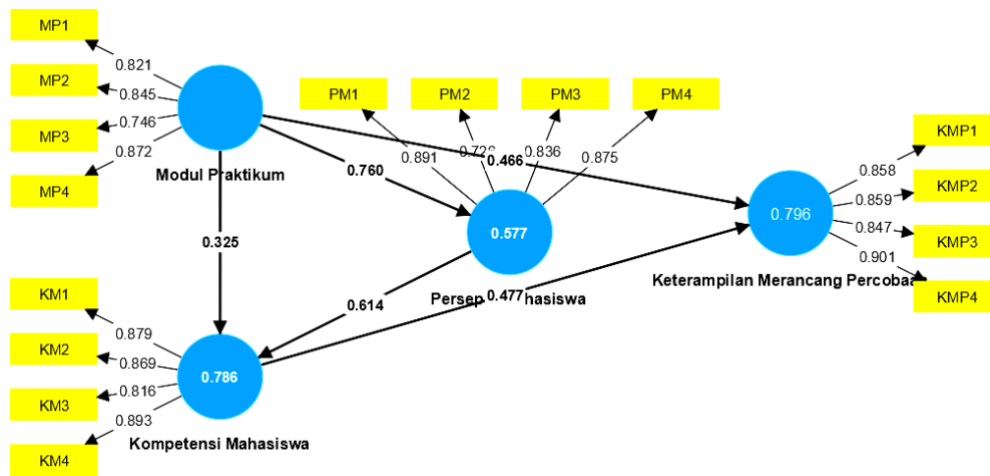 MP1
MP2
MP3
MP4
0.821
0.845
0.746
0.872
Modul Praktikum
PM1
PM2
PM3
PM4
0.891
0.836
0.875
0.760
0.466
0.325
0.577
0.614
0.477
KMP1
KMP2
KMP3
KMP4
0.858
0.859
0.847
0.901
0.796
Keterampilan Merancang
KM1
KM2
KM3
KM4
0.879
0.869
0.816
0.893
0.786
Kompetensi Mahasiswa